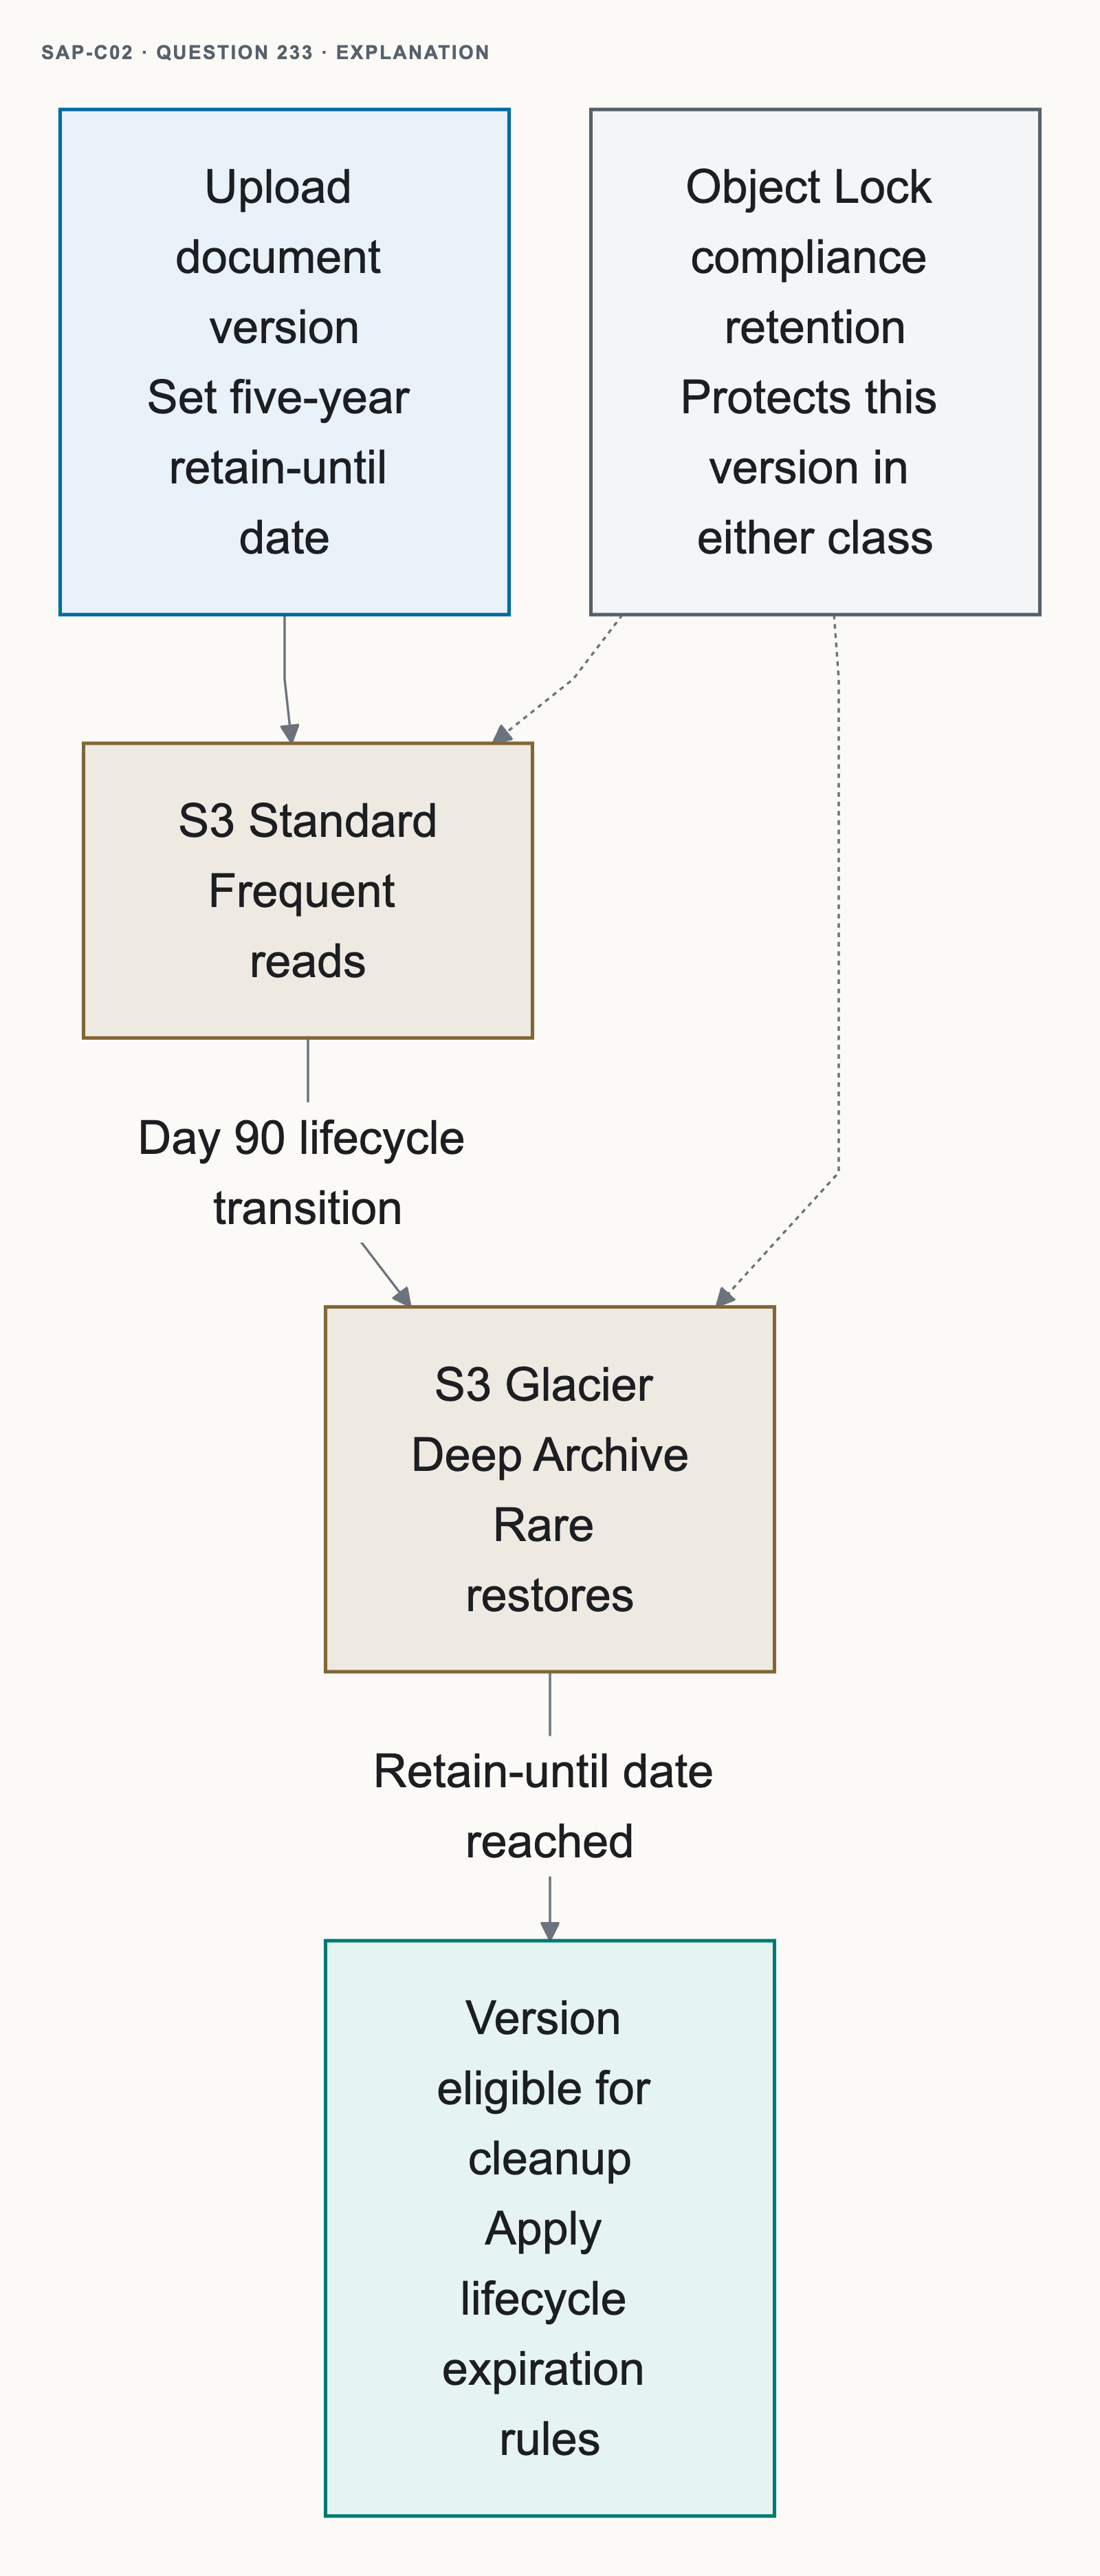 SAP-C02 · QUESTION 233 · EXPLANATION
Upload
document
version
Set five-year
retain-until
date
Object Lock
compliance
retention
Protects this
version in
either class
S3 Standard
Frequent
reads
Day 90 lifecycle
transition
S3 Glacier
Deep Archive
Rare
restores
Retain-until date
reached
Version
eligible for
cleanup
Apply
lifecycle
expiration
rules